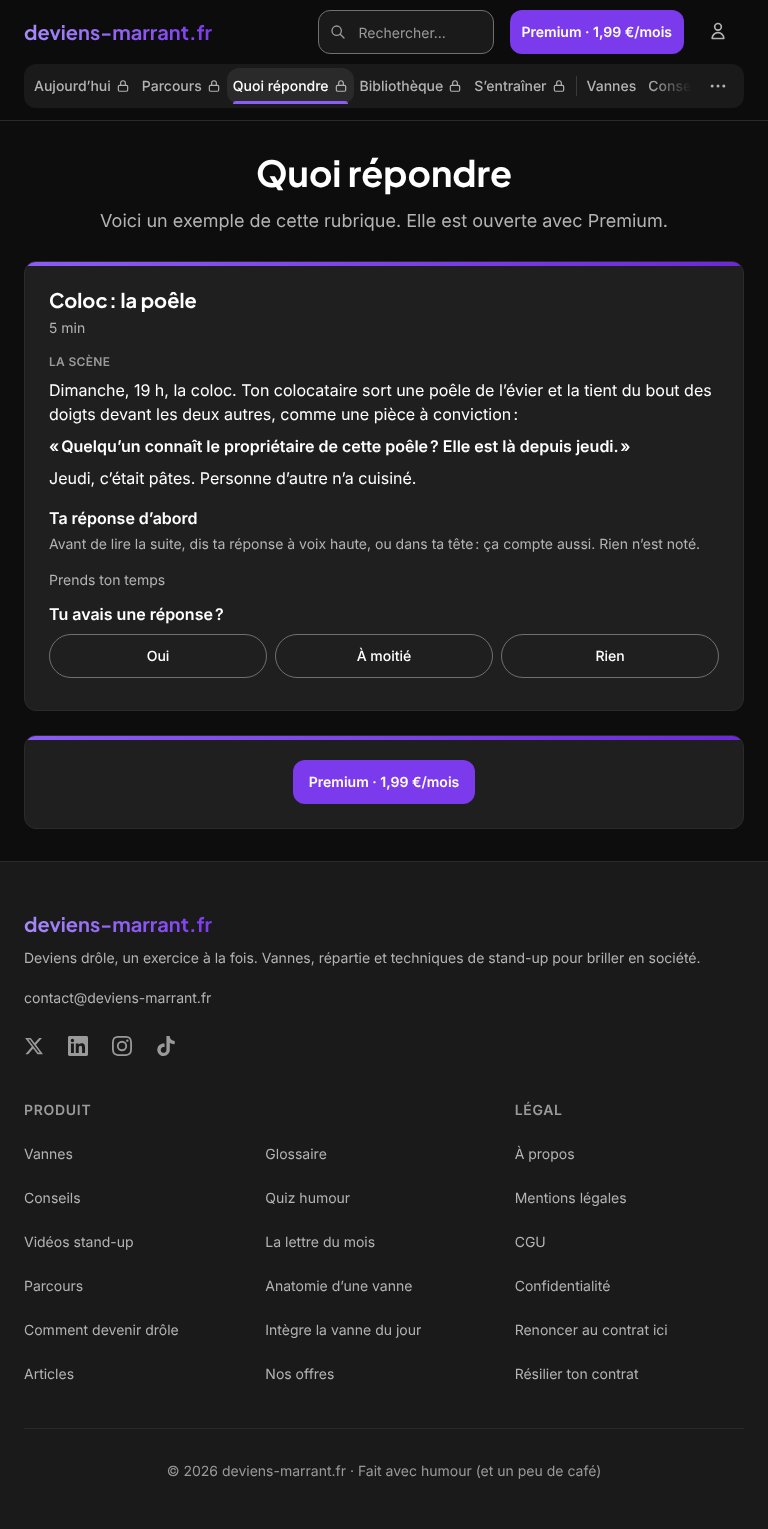 deviens-marrant.fr
Rechercher...
Premium · 1,99 €/mois
Aujourd’hui
Parcours
Quoi répondre
Bibliothèque
S’entraîner
Vannes
Conse
Quoi répondre
Voici un exemple de cette rubrique. Elle est ouverte avec Premium.
Coloc : la poêle
5 min
LA SCÈNE
Dimanche, 19 h, la coloc. Ton colocataire sort une poêle de l’évier et la tient du bout des
doigts devant les deux autres, comme une pièce à conviction :
« Quelqu’un connaît le propriétaire de cette poêle ? Elle est là depuis jeudi. »
Jeudi, c’était pâtes. Personne d’autre n’a cuisiné.
Ta réponse d’abord
Avant de lire la suite, dis ta réponse à voix haute, ou dans ta tête : ça compte aussi. Rien n’est noté.
Prends ton temps
Tu avais une réponse ?
Oui
À moitié
Rien
Premium · 1,99 €/mois
deviens-marrant.fr
Deviens drôle, un exercice à la fois. Vannes, répartie et techniques de stand-up pour briller en société.
contact@deviens-marrant.fr
PRODUIT
Vannes
Conseils
Vidéos stand-up
Parcours
Comment devenir drôle
Articles
Glossaire
Quiz humour
La lettre du mois
Anatomie d’une vanne
Intègre la vanne du jour
Nos offres
LÉGAL
À propos
Mentions légales
CGU
Confidentialité
Renoncer au contrat ici
Résilier ton contrat
© 2026 deviens-marrant.fr · Fait avec humour (et un peu de café)